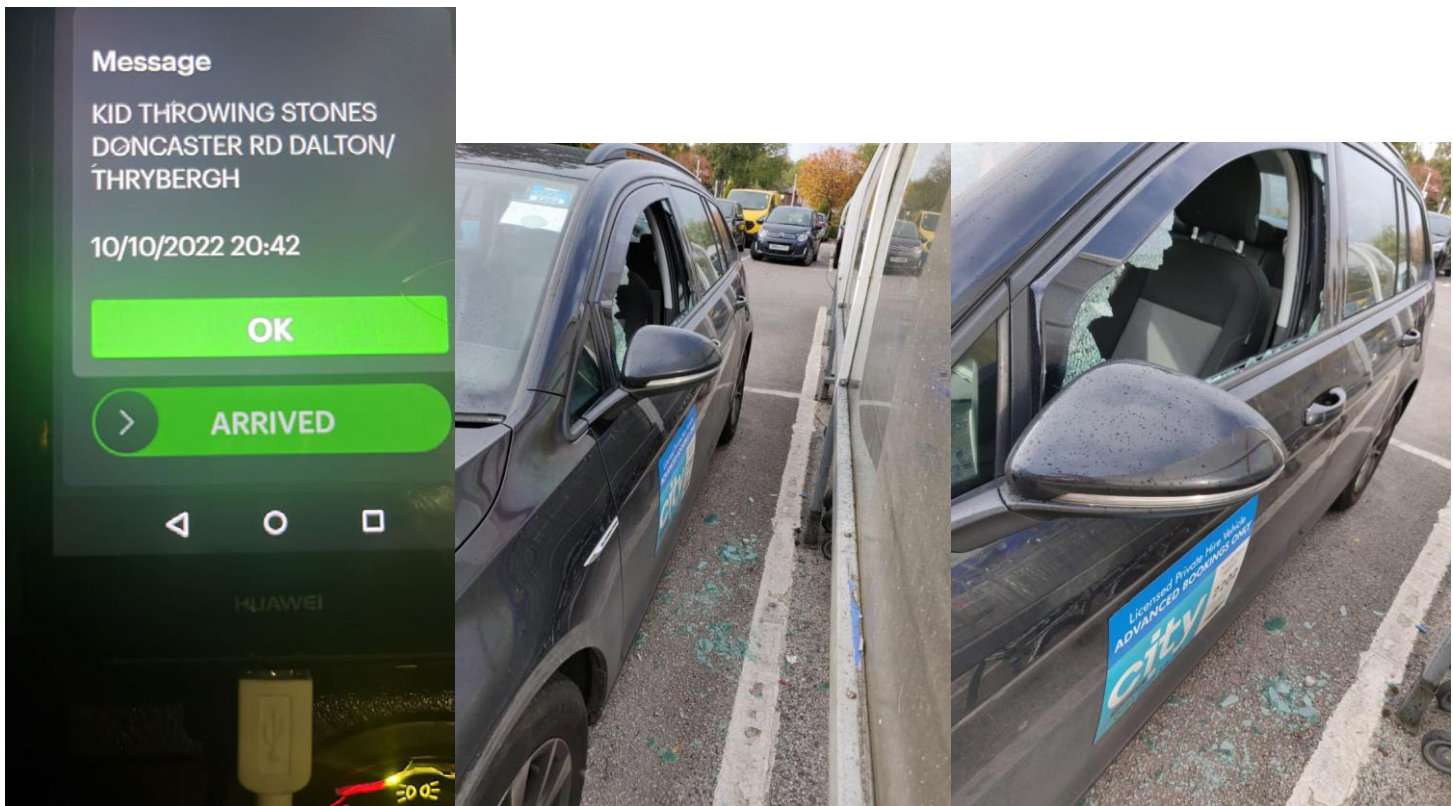 Message
KID THROWING STONES
DONCASTER RD DALTON/
THRYBERGH
10/10/2022 20:42
OK
ARRIVED
HUAWEI
city
Licensed Private Hire Vehicle
ADVANCED BOOKINGS ONLY
city